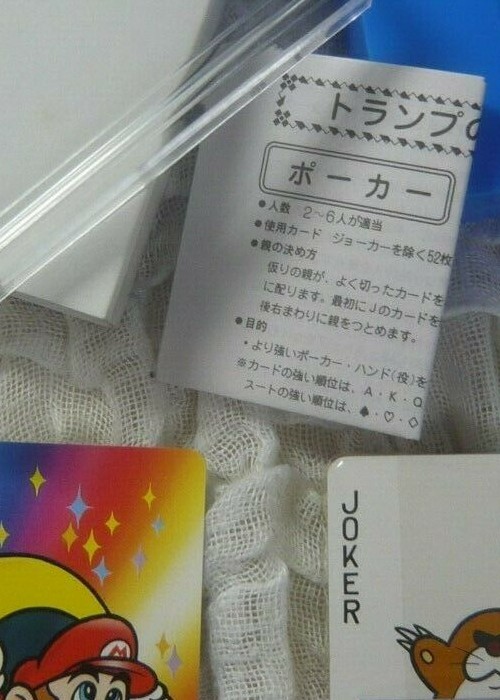 トランプの
ポーカー
●人数 2~6人が適当
●使用カード ジョーカーを除く52枚
●親の決め方
仮りの親が、よく切ったカードを
に配ります。最初にJのカードを
後右まわりに親をつとめます。
●目的
・より強いポーカー・ハンド(役)を
※カードの強い順位は、A・K・Q
スートの強い順位は、♠・♡・◇
M
JOKER